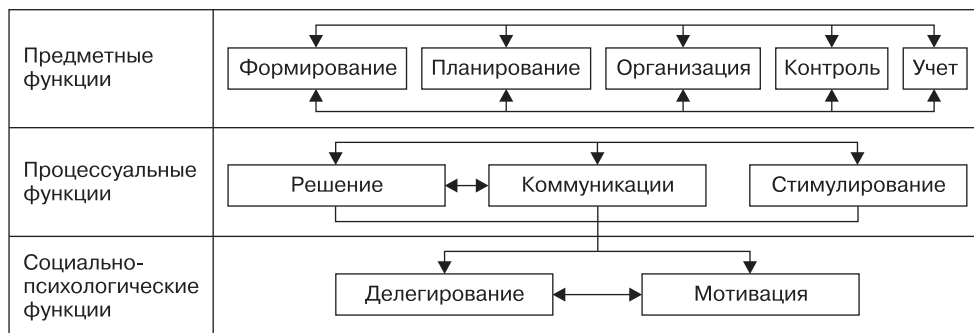 Предметные
функции
Формирование
Планирование
Организация
Контроль
Учет
Процессуальные
функции
Решение
Коммуникации
Стимулирование
Социально-
психологические
функции
Делегирование
Мотивация